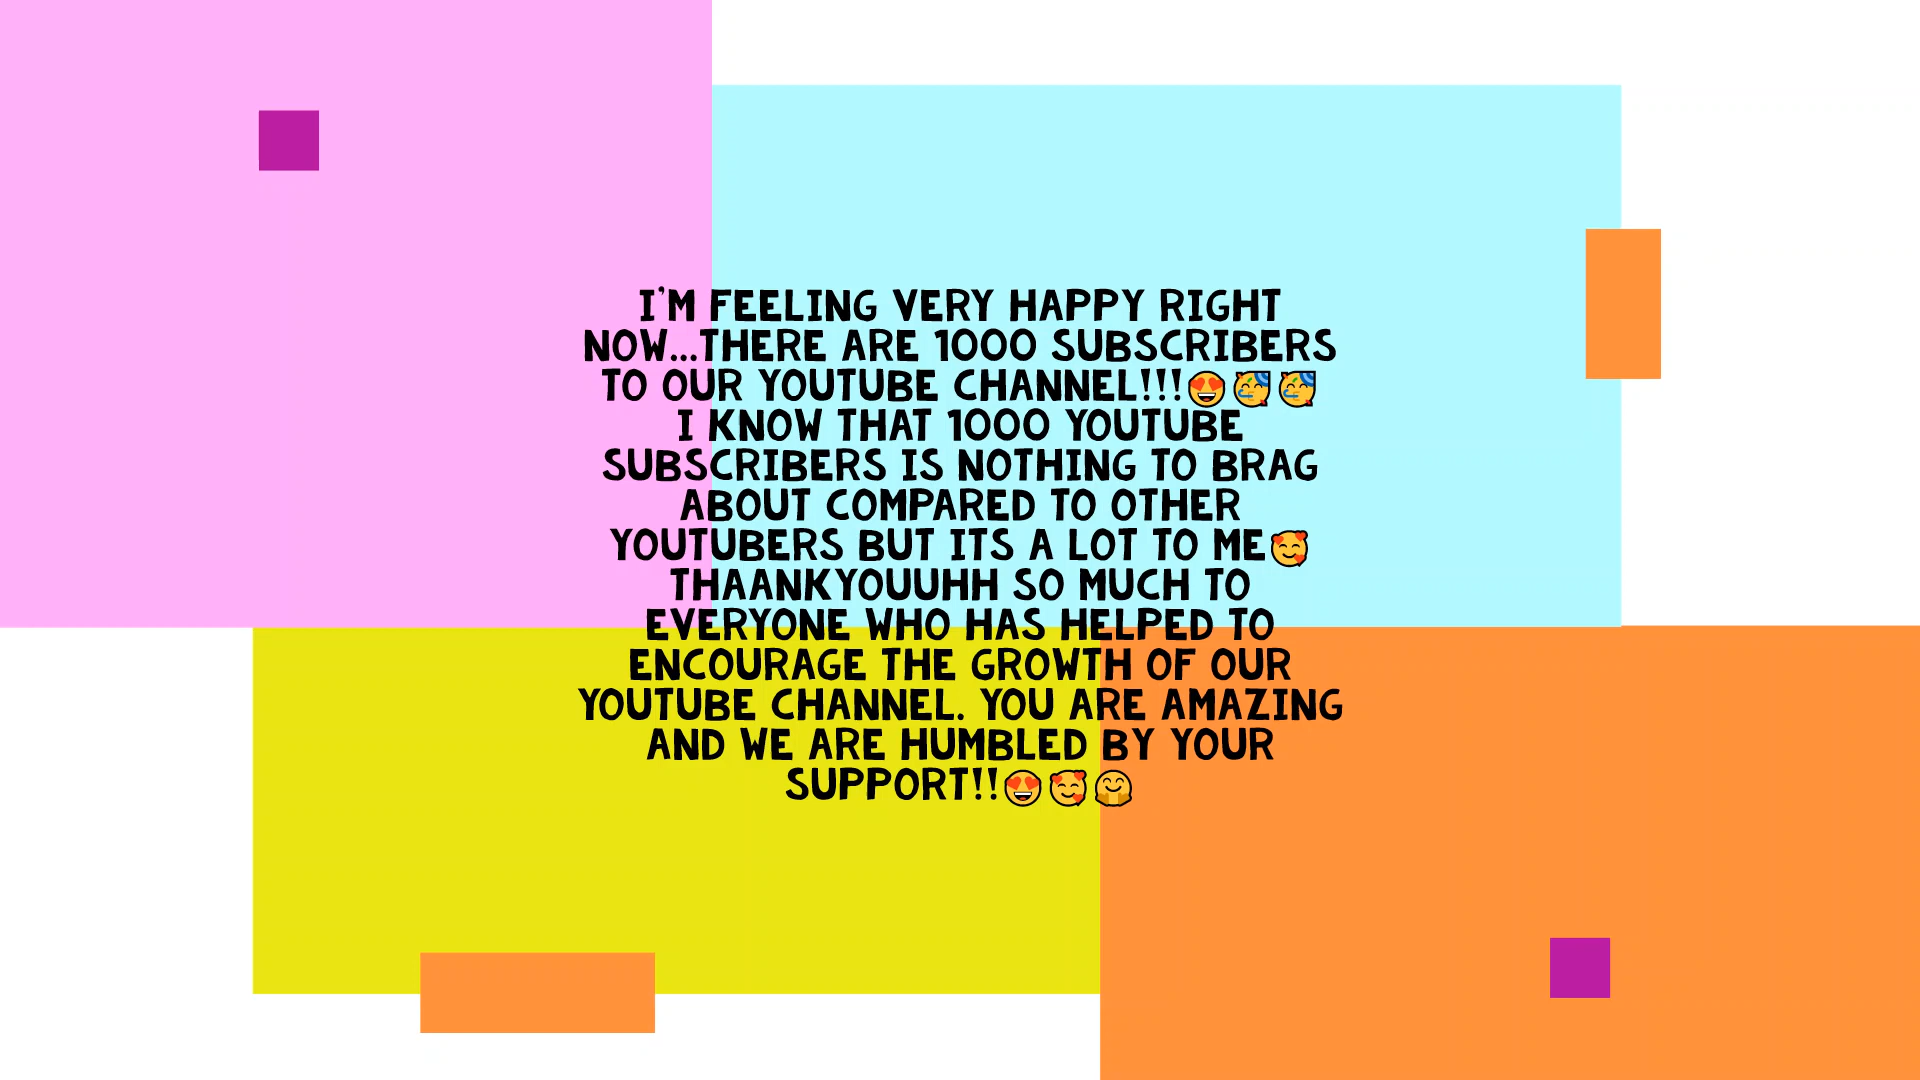 I'M FEELING VERY HAPPY RIGHT
NOW...THERE ARE 1000 SUBSCRIBERS
TO OUR YOUTUBE CHANNEL!!!😍🥳🥳
I KNOW THAT 1000 YOUTUBE
SUBSCRIBERS IS NOTHING TO BRAG
ABOUT COMPARED TO OTHER
YOUTUBERS BUT ITS A LOT TO ME🥰
THAANKYOUUHH SO MUCH TO
EVERYONE WHO HAS HELPED TO
ENCOURAGE THE GROWTH OF OUR
YOUTUBE CHANNEL. YOU ARE AMAZING
AND WE ARE HUMBLED BY YOUR
SUPPORT!!😍🥰🤗